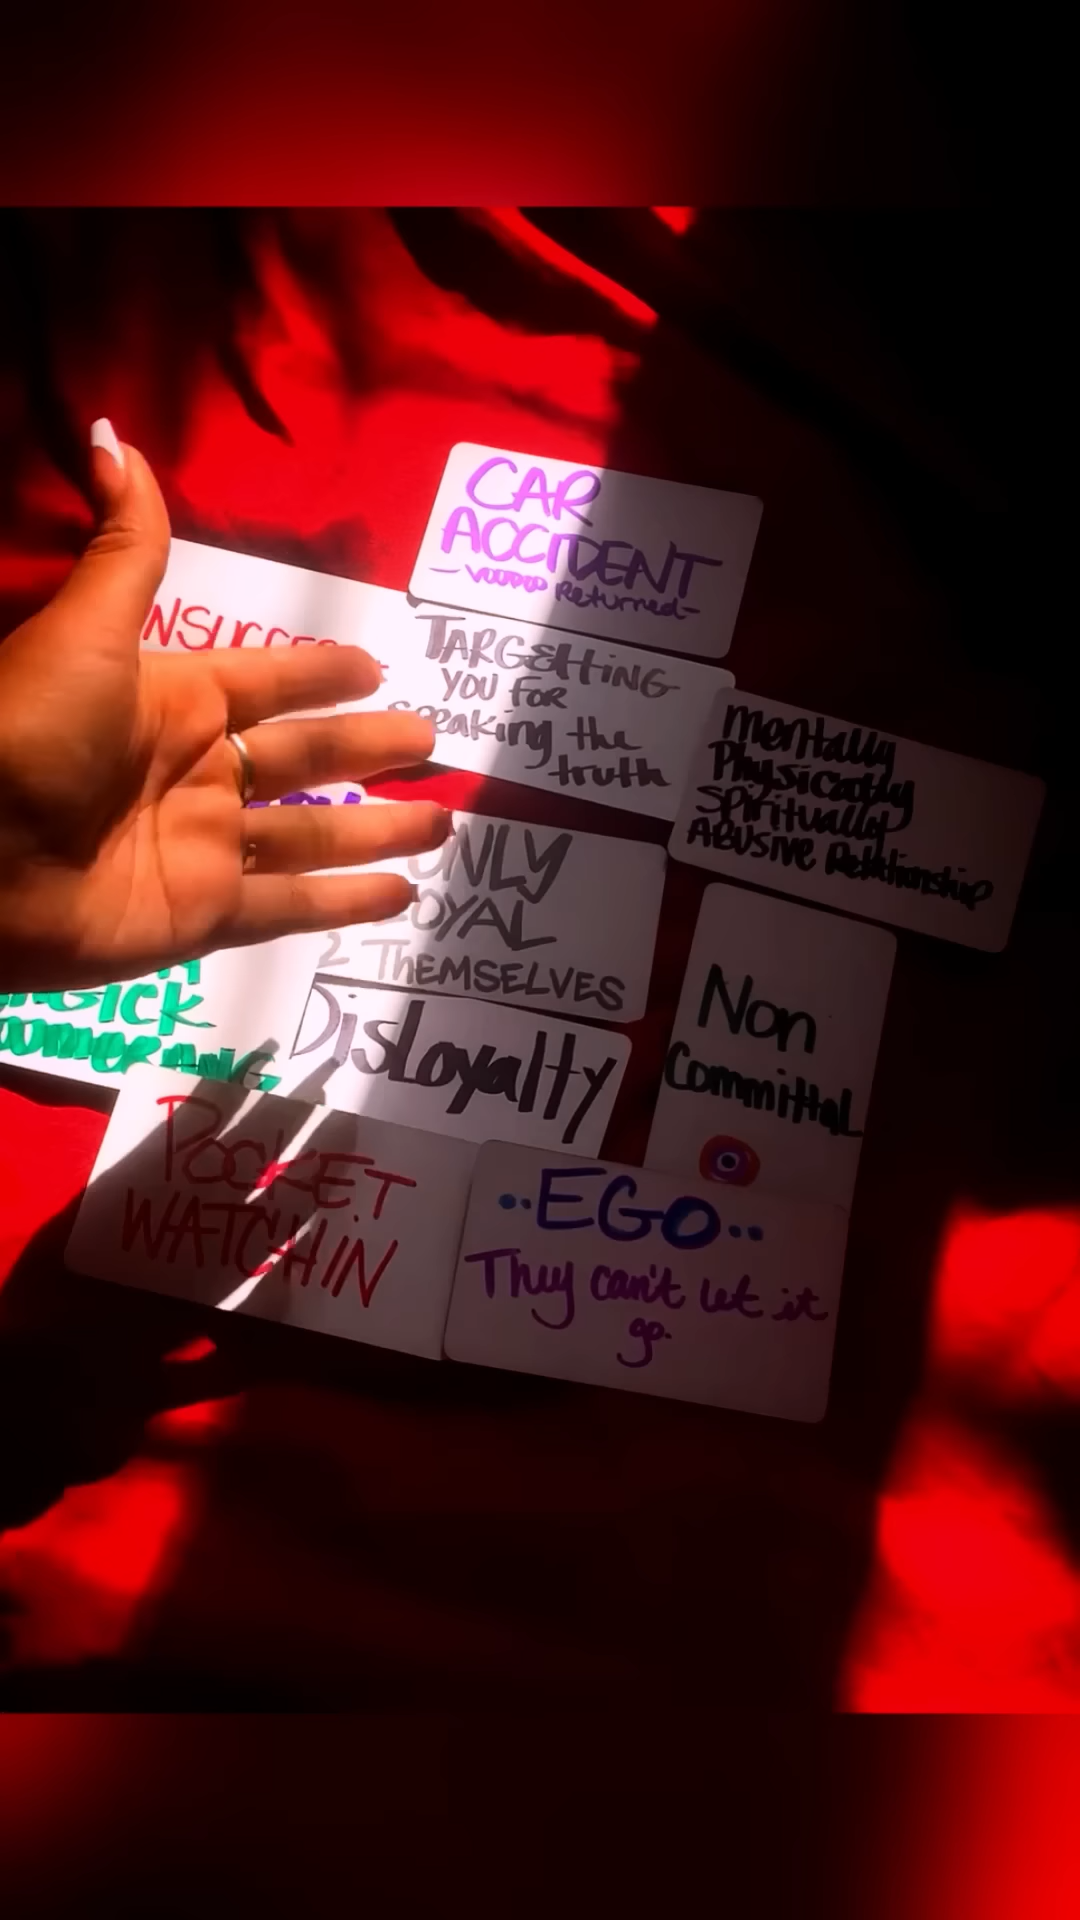 CAR
ACCIDENT
- VOODOO Returned -
TARGETTING
YOU FOR
speaking the
truth
Mentally
Physically
Spiritually
ABUSIVE Relationship
ONLY
LOYAL
2 THEMSELVES
DisLoyalty
Non
Committal
POCKET
WATCHIN
..EGO..
They can't let it
go.